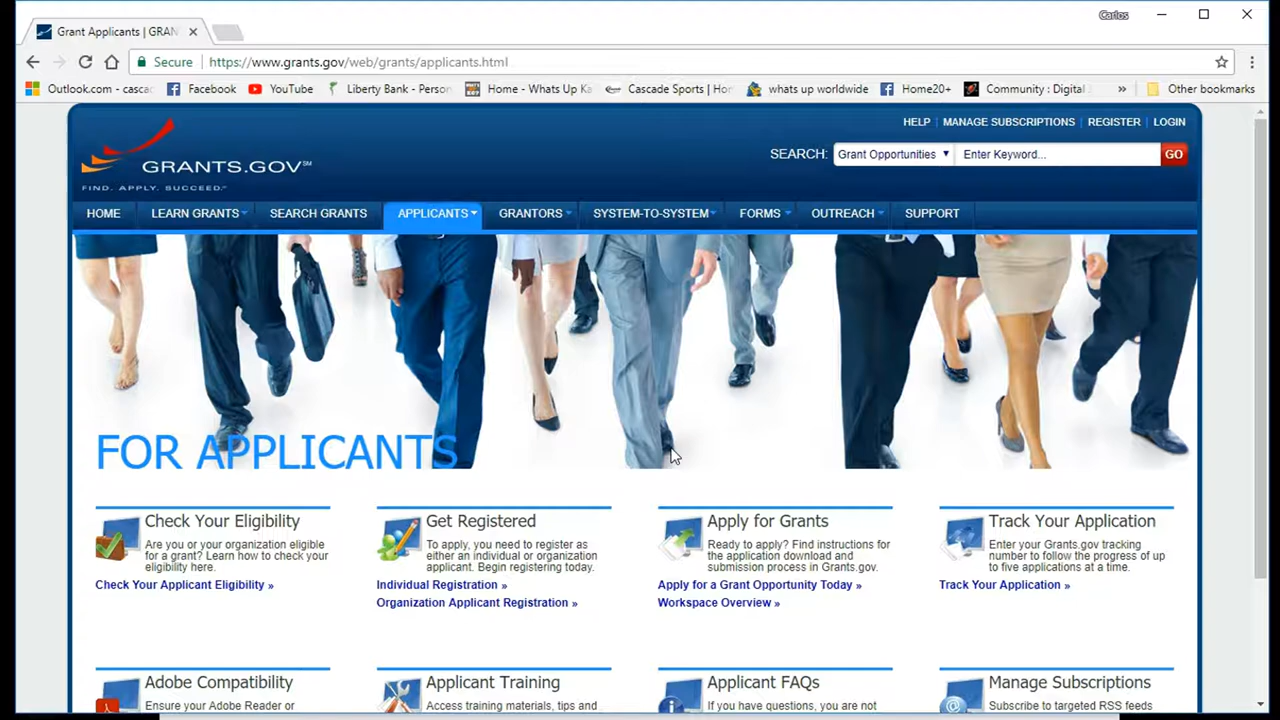 Carlos
Grant Applicants | GRAN
Secure https://www.grants.gov/web/grants/applicants.html
Outlook.com - casca Facebook YouTube Liberty Bank - Person Home - Whats Up Ka Cascade Sports | Hom whats up worldwide Home20+ Community : Digital » Other bookmarks
HELP | MANAGE SUBSCRIPTIONS | REGISTER | LOGIN
GRANTS.GOV℠
FIND. APPLY. SUCCEED.™
SEARCH: Grant Opportunities Enter Keyword... GO
HOME LEARN GRANTS SEARCH GRANTS APPLICANTS GRANTORS SYSTEM-TO-SYSTEM FORMS OUTREACH SUPPORT
FOR APPLICANTS
Check Your Eligibility
Are you or your organization eligible
for a grant? Learn how to check your
eligibility here.
Check Your Applicant Eligibility »
Get Registered
To apply, you need to register as
either an individual or organization
applicant. Begin registering today.
Individual Registration »
Organization Applicant Registration »
Apply for Grants
Ready to apply? Find instructions for
the application download and
submission process in Grants.gov.
Apply for a Grant Opportunity Today »
Workspace Overview »
Track Your Application
Enter your Grants.gov tracking
number to follow the progress of up
to five applications at a time.
Track Your Application »
Adobe Compatibility
Ensure your Adobe Reader or
Applicant Training
Access training materials, tips and
Applicant FAQs
If you have questions, you are not
Manage Subscriptions
Subscribe to targeted RSS feeds